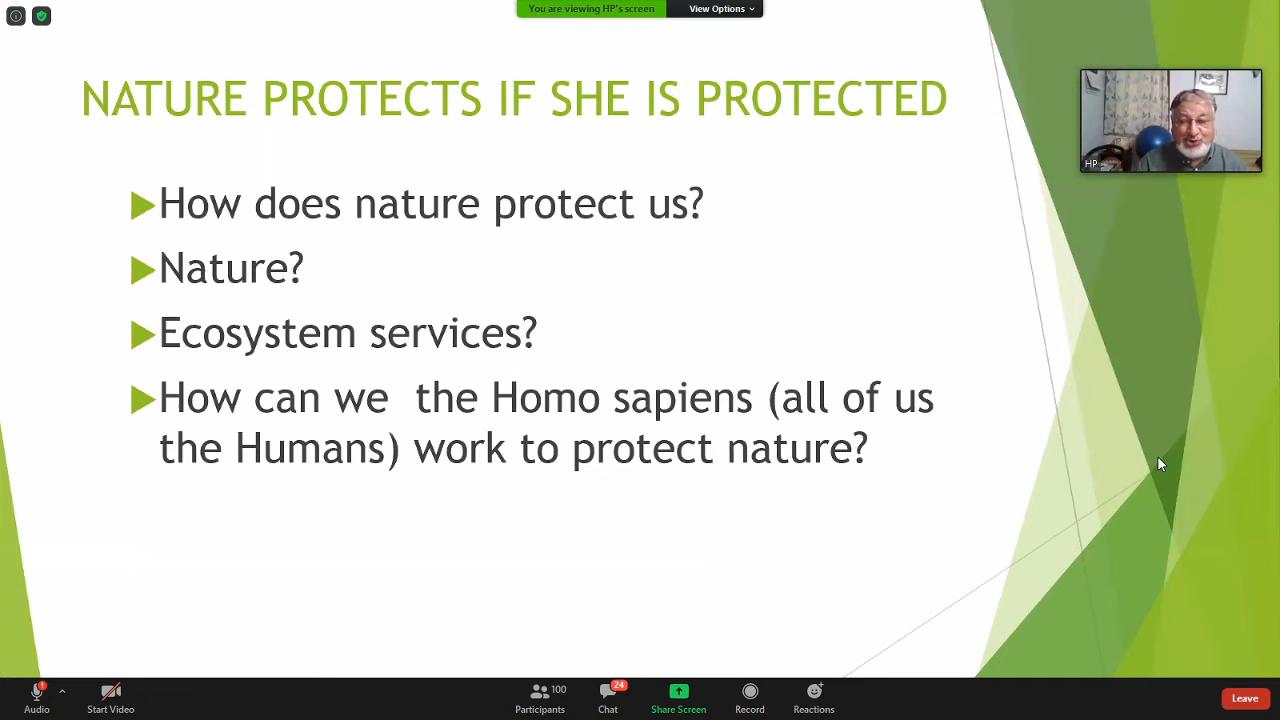 You are viewing HP's screen
View Options
NATURE PROTECTS IF SHE IS PROTECTED
How does nature protect us?
Nature?
Ecosystem services?
How can we the Homo sapiens (all of us
the Humans) work to protect nature?
HP
1
24
100
Audio
Start Video
Participants
Chat
Share Screen
Record
Reactions
Leave